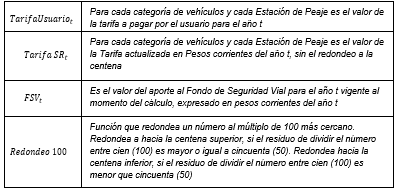 TarifaUsuario_t
Para cada categoría de vehículos y cada Estación de Peaje es el valor de
la tarifa a pagar por el usuario para el año t
Tarifa SR_t
Para cada categoría de vehículos y cada Estación de Peaje es el valor de
la Tarifa actualizada en Pesos corrientes del año t, sin el redondeo a la
centena
FSV_t
Es el valor del aporte al Fondo de Seguridad Vial para el año t vigente al
momento del càlculo, expresado en pesos corrientes del año t
Redondeo 100
Función que redondea un número al múltiplo de 100 más cercano.
Redondea a hacia la centena superior, si el residuo de dividir el número
entre cien (100) es mayor o igual a cincuenta (50). Redondea hacia la
centena inferior, si el residuo de dividir el número entre cien (100) es
menor que cincuenta (50)